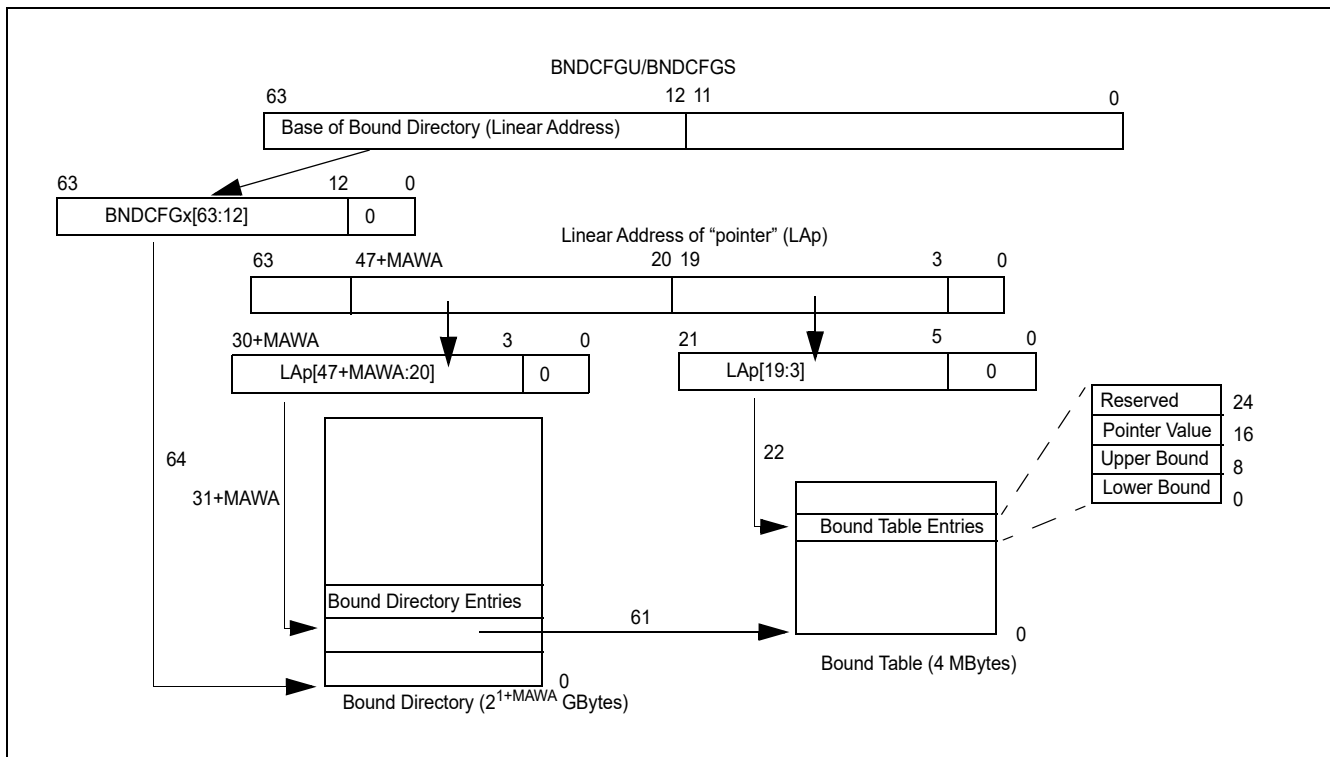 BNDCFGU/BNDCFGS
63 12 11 0
Base of Bound Directory (Linear Address)
63 12 0
BNDCFGx[63:12] 0
Linear Address of “pointer” (LAp)
63 47+MAWA 20 19 3 0
30+MAWA 3 0 21 5 0
LAp[47+MAWA:20] 0 LAp[19:3] 0
Reserved 24
Pointer Value 16
Upper Bound 8
Lower Bound 0
64
22
31+MAWA
Bound Table Entries
Bound Directory Entries
61
0
Bound Table (4 MBytes)
0
Bound Directory (2^1+MAWA GBytes)